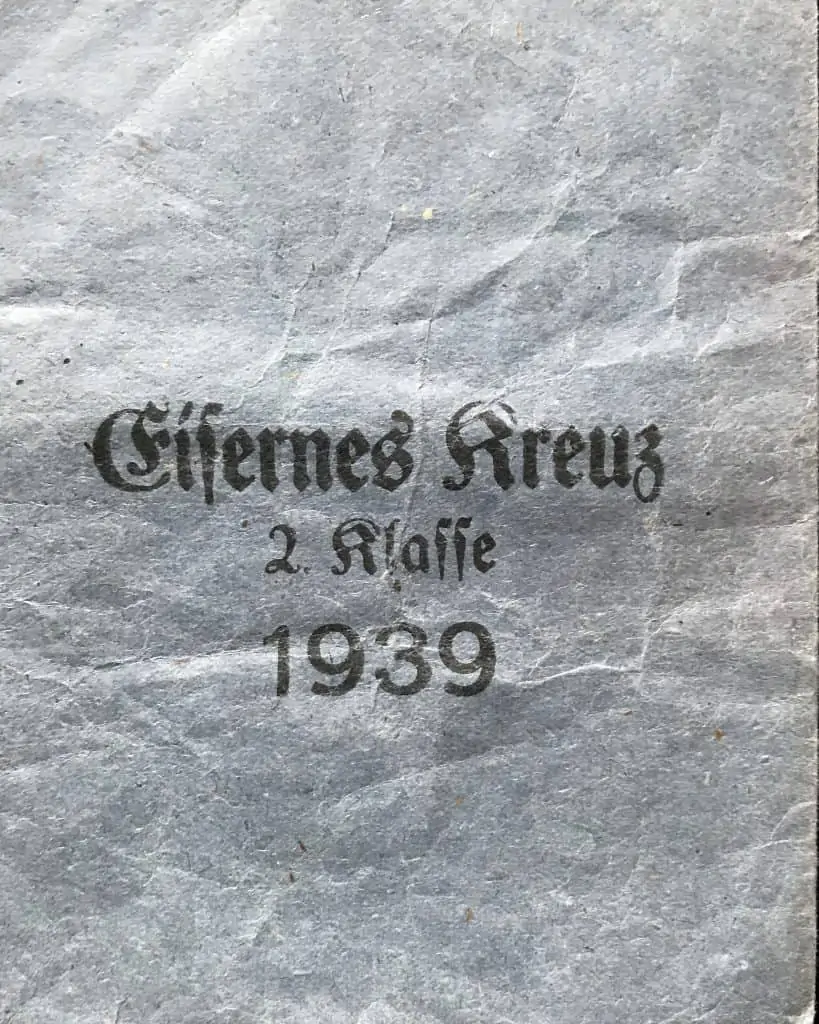 Eiſernes Kreuz
2. Klaſſe
1939